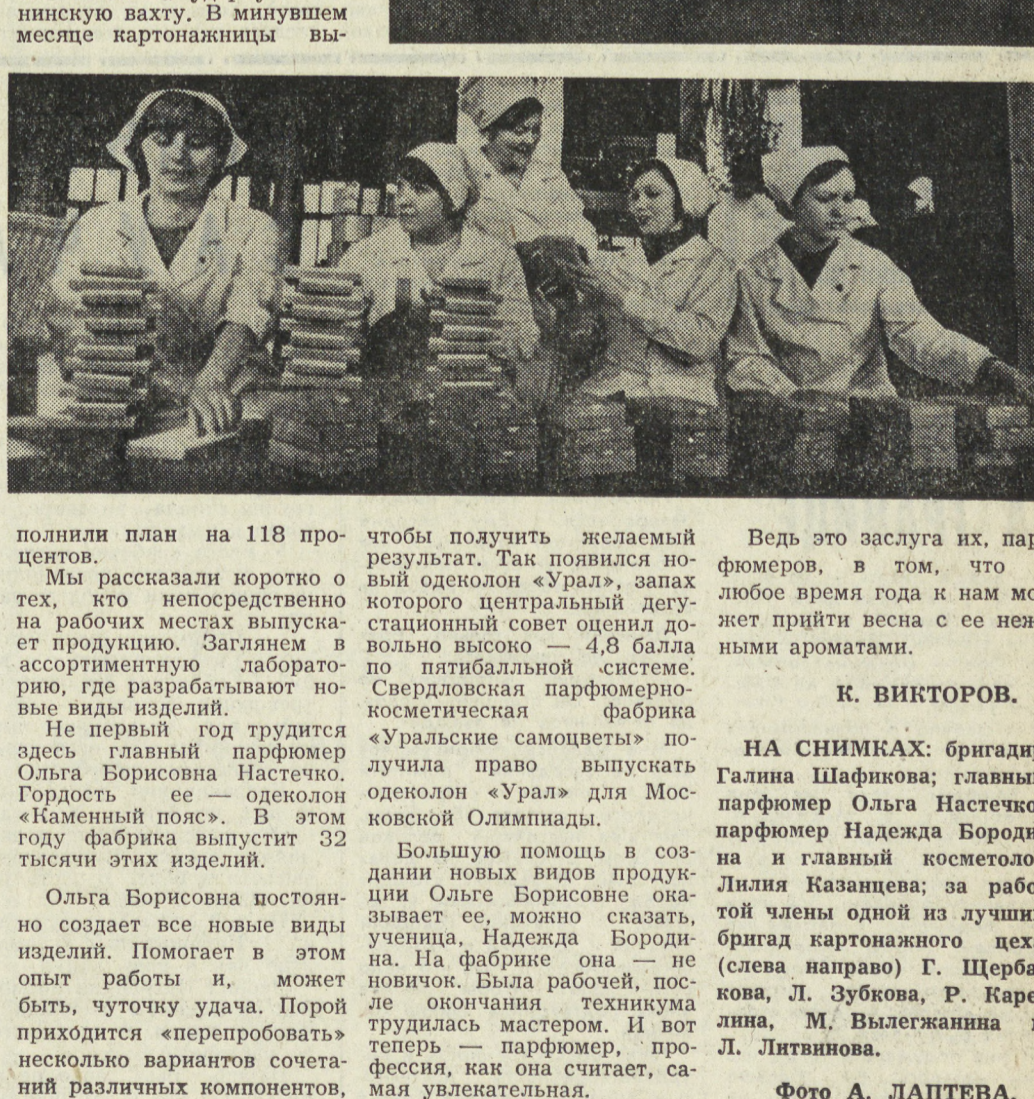 нинскую вахту. В минувшем
месяце картонажницы вы-
полнили план на 118 про-
центов.
Мы рассказали коротко о
тех, кто непосредственно
на рабочих местах выпуска-
ет продукцию. Заглянем в
ассортиментную лаборато-
рию, где разрабатывают но-
вые виды изделий.
Не первый год трудится
здесь главный парфюмер
Ольга Борисовна Настечко.
Гордость ее — одеколон
«Каменный пояс». В этом
году фабрика выпустит 32
тысячи этих изделий.
Ольга Борисовна постоян-
но создает все новые виды
изделий. Помогает в этом
опыт работы и, может
быть, чуточку удача. Порой
приходится «перепробовать»
несколько вариантов сочета-
ний различных компонентов,
чтобы получить желаемый
результат. Так появился но-
вый одеколон «Урал», запах
которого центральный дегу-
стационный совет оценил до-
вольно высоко — 4,8 балла
по пятибалльной системе.
Свердловская парфюмерно-
косметическая фабрика
«Уральские самоцветы» по-
лучила право выпускать
одеколон «Урал» для Мос-
ковской Олимпиады.
Большую помощь в соз-
дании новых видов продук-
ции Ольге Борисовне ока-
зывает ее, можно сказать,
ученица, Надежда Бороди-
на. На фабрике она — не
новичок. Была рабочей, пос-
ле окончания техникума
трудилась мастером. И вот
теперь — парфюмер, про-
фессия, как она считает, са-
мая увлекательная.
Ведь это заслуга их, пар
фюмеров, в том, что
любое время года к нам мо
жет прийти весна с ее неж
ными ароматами.
К. ВИКТОРОВ.
НА СНИМКАХ: бригади
Галина Шафикова; главны
парфюмер Ольга Настечко
парфюмер Надежда Бороди
на и главный косметоло
Лилия Казанцева; за рабо
той члены одной из лучши
бригад картонажного цех
(слева направо) Г. Щерба
кова, Л. Зубкова, Р. Каре
лина, М. Вылегжанина
Л. Литвинова.
Фото А. ЛАПТЕВА.